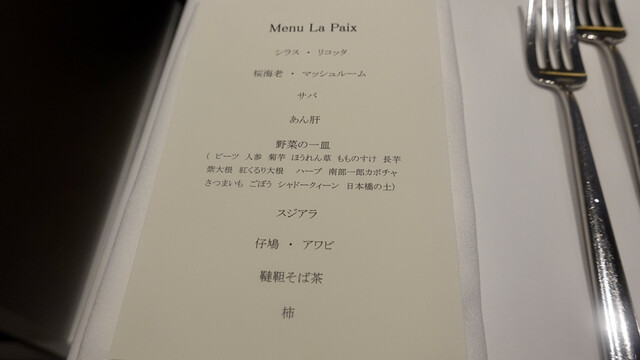 Menu La Paix
シラス ・ リコッタ
桜海老 ・ マッシュルーム
サバ
あん肝
野菜の一皿
( ビーツ 人参 菊芋 ほうれん草 もものすけ 長芋
紫大根 紅くるり大根 ハーブ 南部一郎カボチャ
さつまいも ごぼう シャドークィーン 日本橋の土)
スジアラ
仔鳩 ・ アワビ
韃靼そば茶
柿